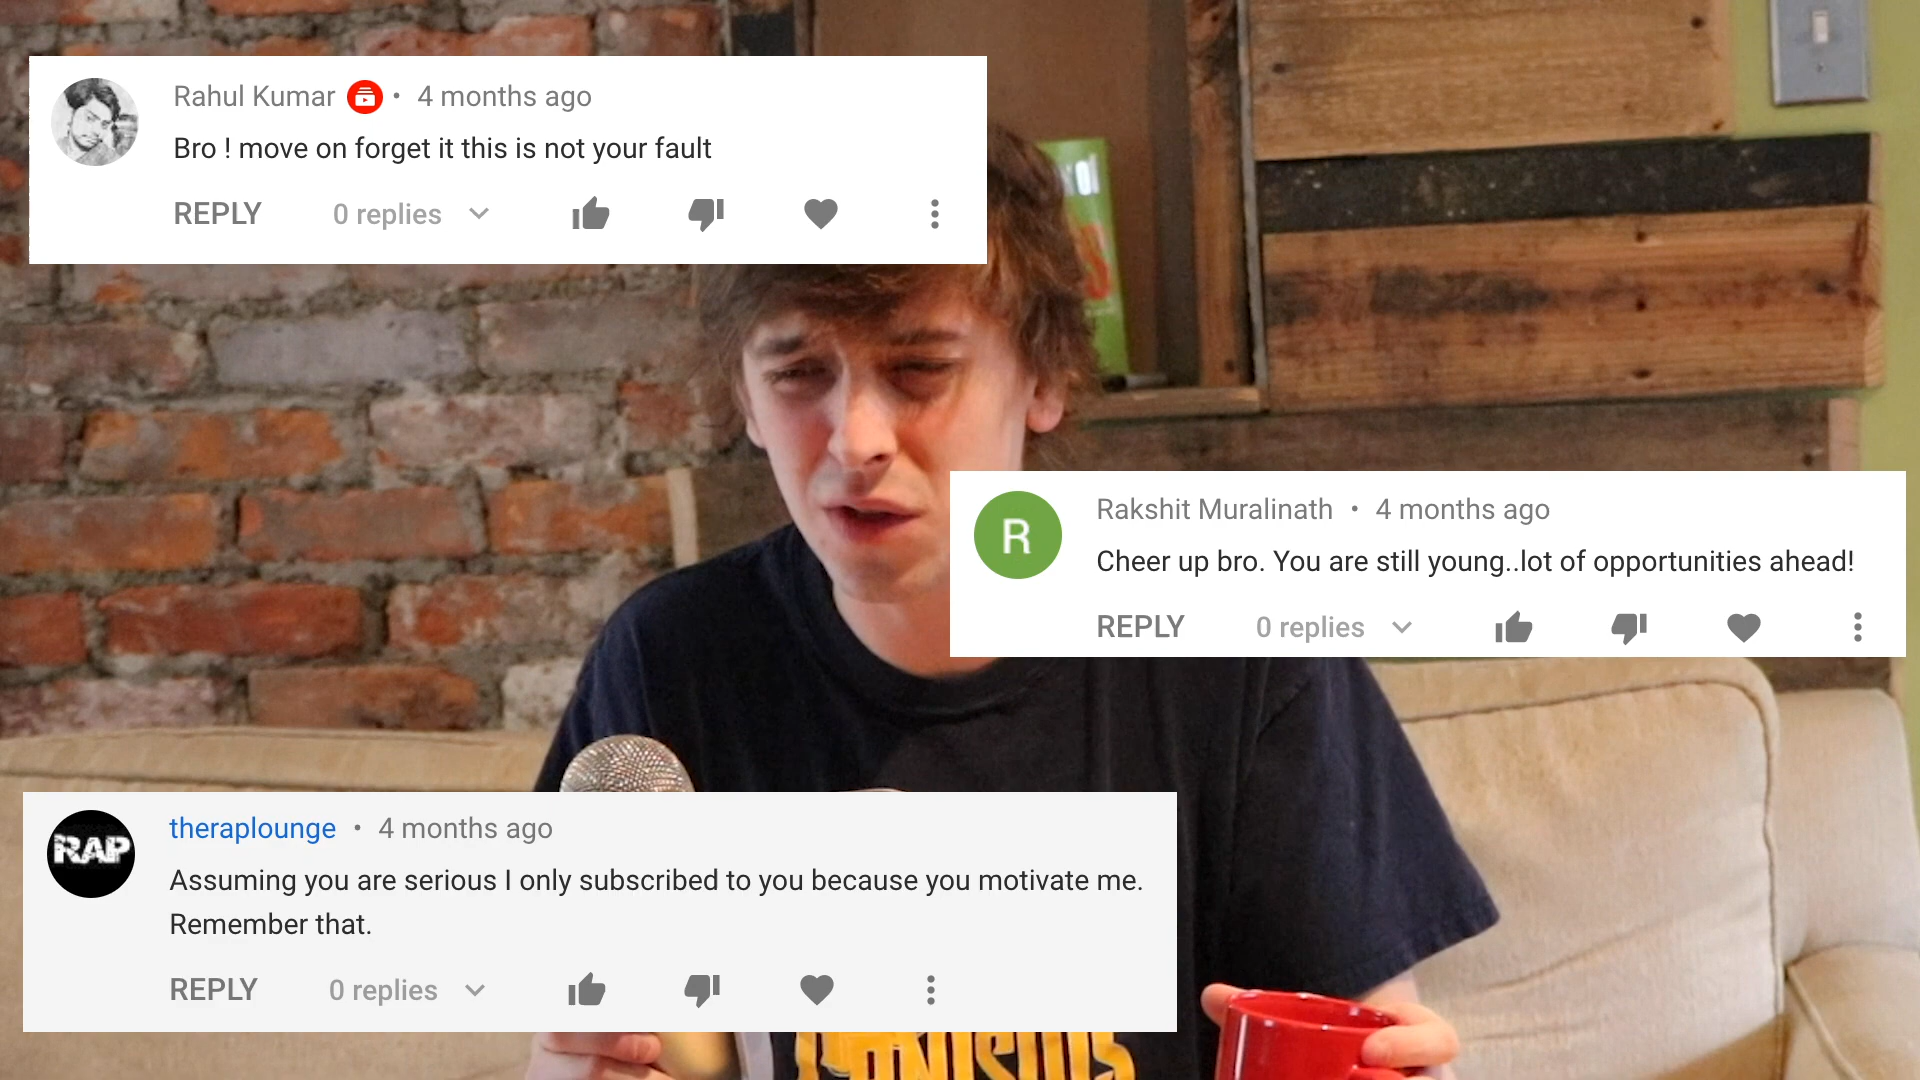 Rahul Kumar • 4 months ago
Bro ! move on forget it this is not your fault
REPLY 0 replies
R
Rakshit Muralinath • 4 months ago
Cheer up bro. You are still young..lot of opportunities ahead!
REPLY 0 replies
RAP
theraplounge • 4 months ago
Assuming you are serious I only subscribed to you because you motivate me.
Remember that.
REPLY 0 replies